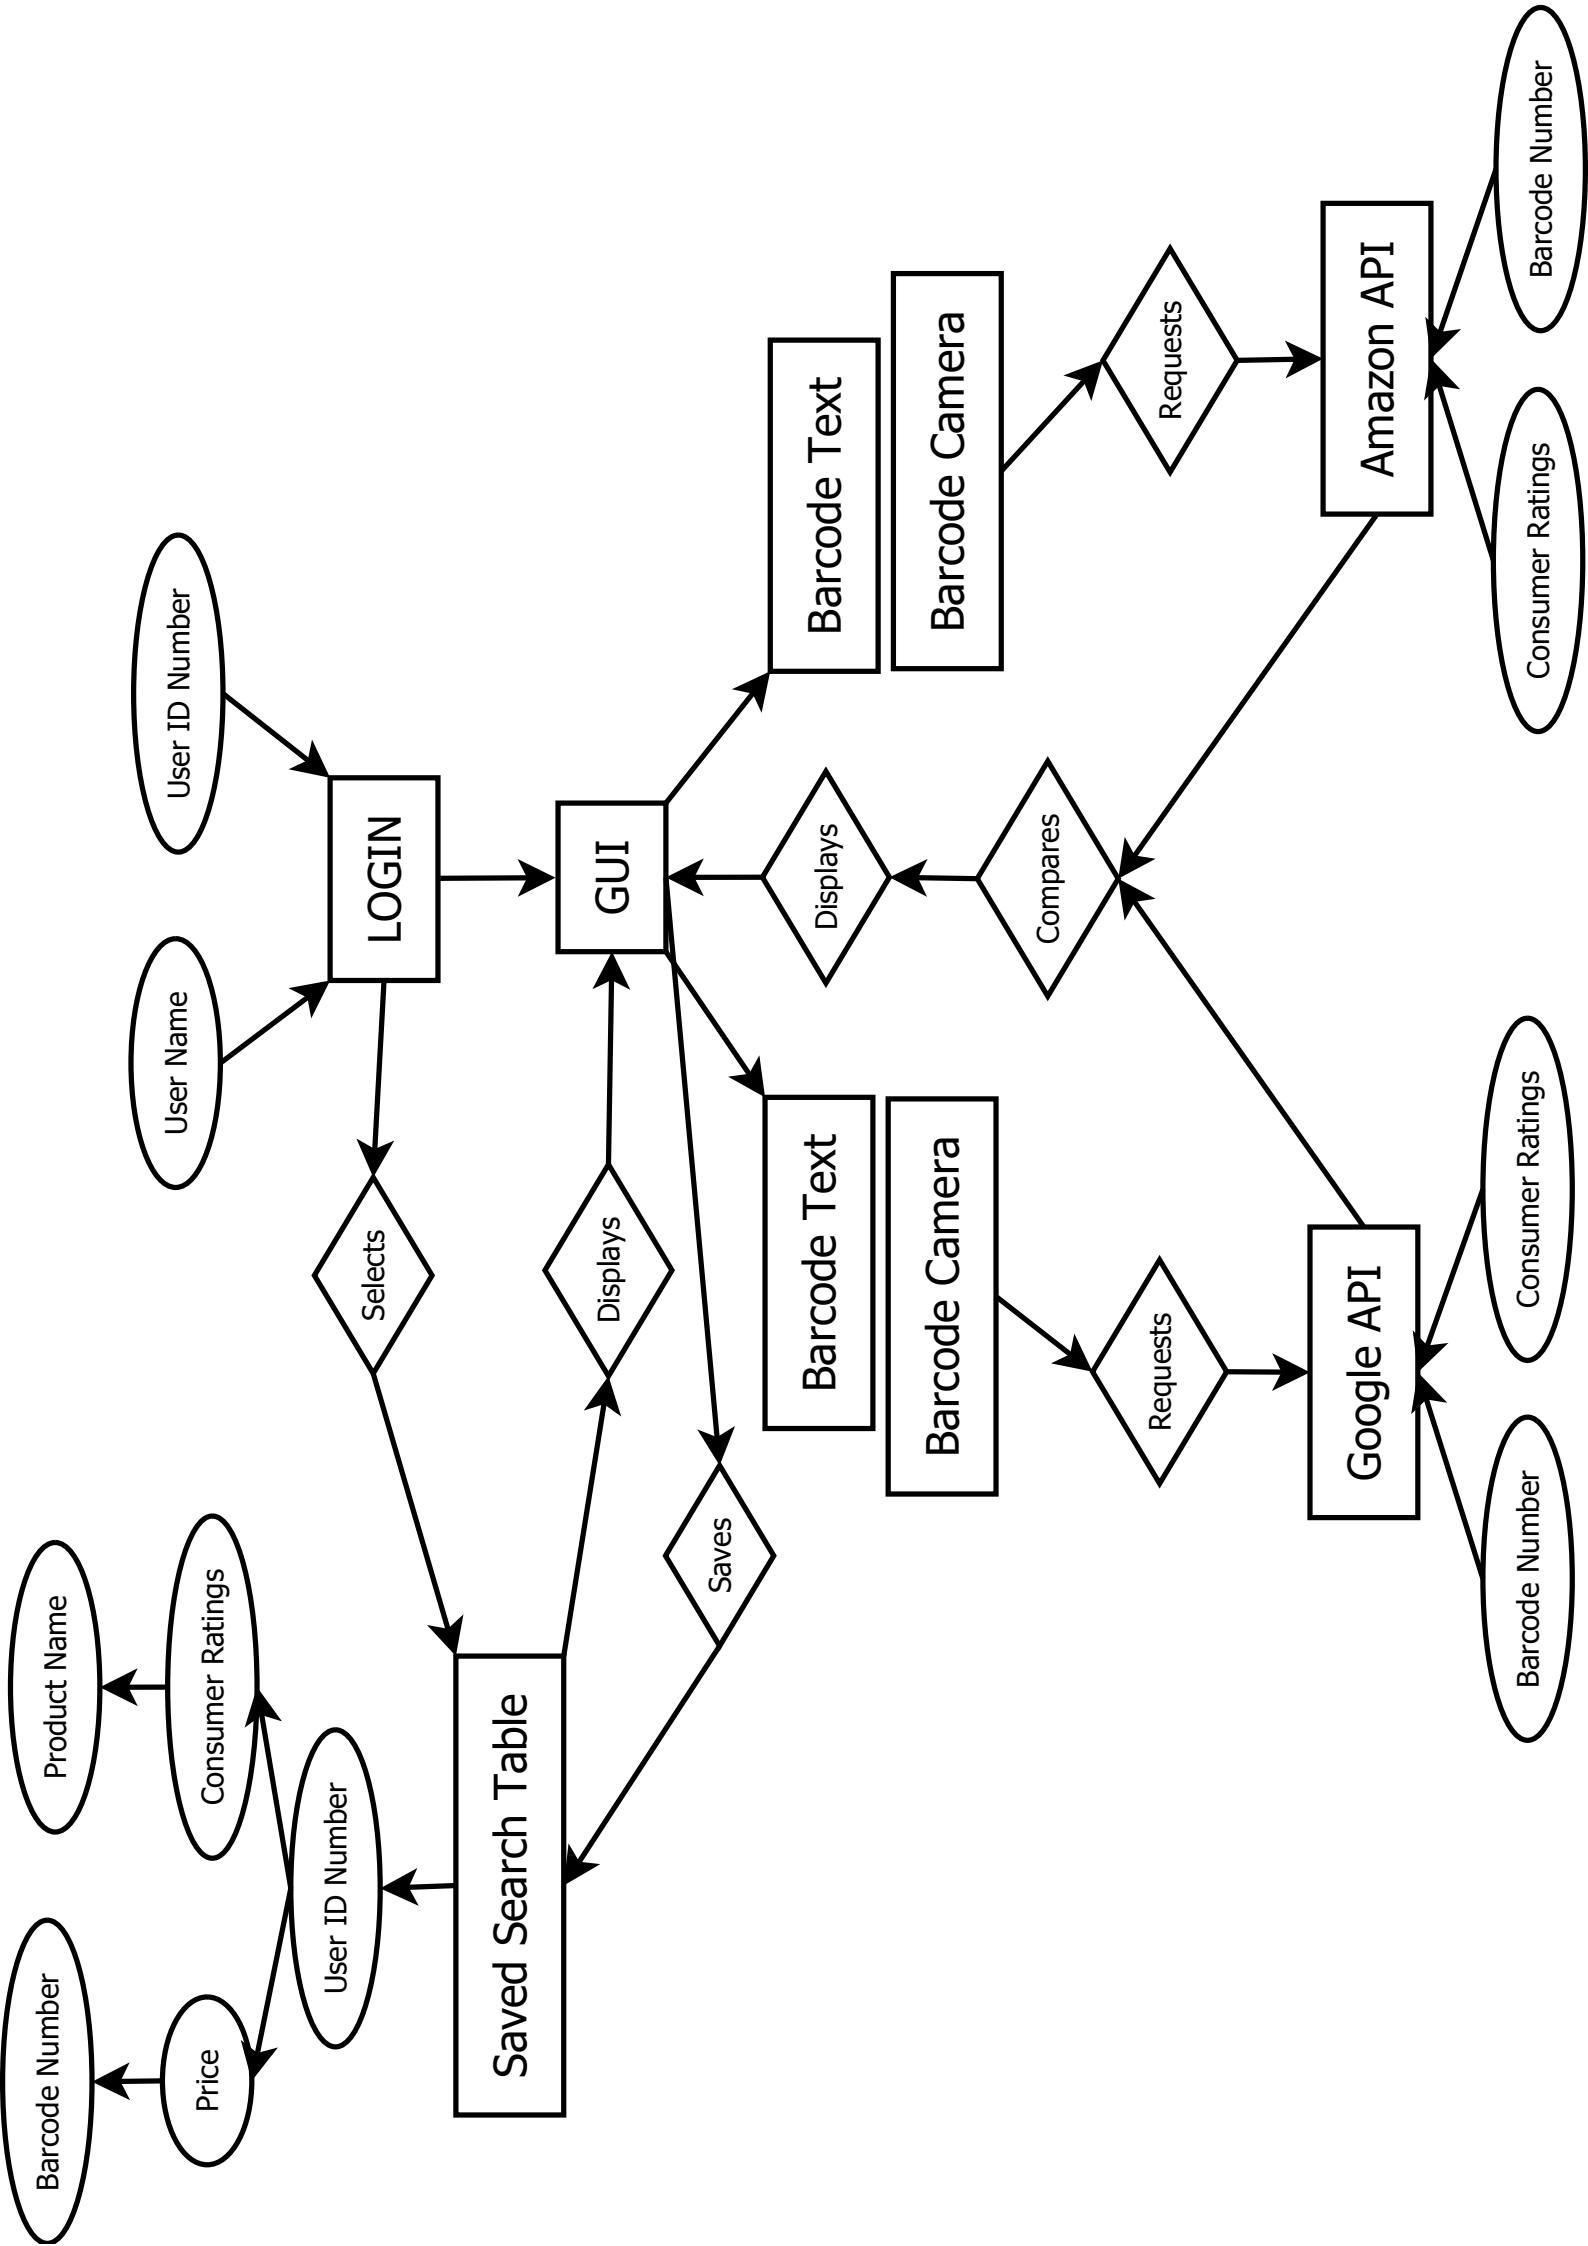 Barcode Number
Product Name
Price
Consumer Ratings
User Name
User ID Number
User ID Number
LOGIN
Selects
Saved Search Table
Displays
GUI
Saves
Barcode Text
Displays
Barcode Text
Barcode Camera
Barcode Camera
Compares
Requests
Requests
Google API
Amazon API
Barcode Number
Consumer Ratings
Consumer Ratings
Barcode Number